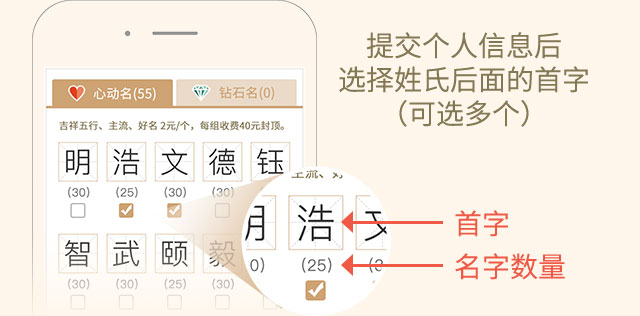 提交个人信息后
选择姓氏后面的首字
（可选多个）
心动名(55)
钻石名(0)
吉祥五行、主流、好名 2元/个，每组收费40元封顶。
明 浩 文 德 钰
(30) (25) (30) (30)
智 武 颐 毅
(30) (30) (30) (30)
主流、好
明 浩 文
0) (25) (3
首字
名字数量